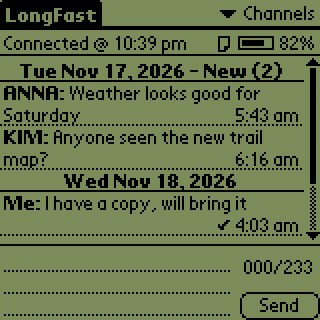 LongFast
Channels
Connected @ 10:39 pm
82%
Tue Nov 17, 2026 - New (2)
ANNA: Weather looks good for
Saturday 5:43 am
KIM: Anyone seen the new trail
map? 6:16 am
Wed Nov 18, 2026
Me: I have a copy, will bring it
✔ 4:03 am
000/233
Send